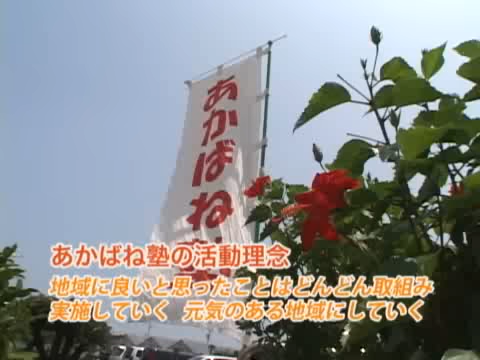 あかばね
あかばね塾の活動理念
地域に良いと思ったことはどんどん取組み
実施していく 元気のある地域にしていく